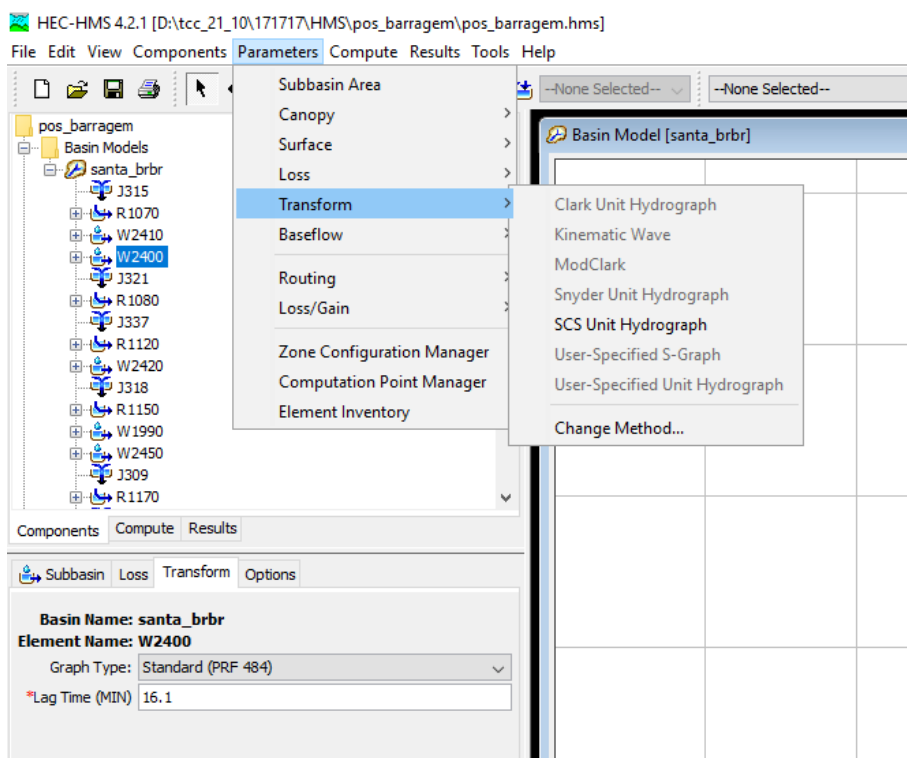 HEC-HMS 4.2.1 [D:\tcc_21_10\171717\HMS\pos_barragem\pos_barragem.hms]
File Edit View Components Parameters Compute Results Tools Help
--None Selected-- --None Selected--
Subbasin Area
Canopy
Surface
Loss
Transform
Baseflow
Routing
Loss/Gain
Zone Configuration Manager
Computation Point Manager
Element Inventory
Clark Unit Hydrograph
Kinematic Wave
ModClark
Snyder Unit Hydrograph
SCS Unit Hydrograph
User-Specified S-Graph
User-Specified Unit Hydrograph
Change Method...
pos_barragem
Basin Models
santa_brbr
J315
R1070
W2410
W2400
J321
R1080
J337
R1120
W2420
J318
R1150
W1990
W2450
J309
R1170
Basin Model [santa_brbr]
Components Compute Results
Subbasin Loss Transform Options
Basin Name: santa_brbr
Element Name: W2400
Graph Type: Standard (PRF 484)
*Lag Time (MIN) 16.1